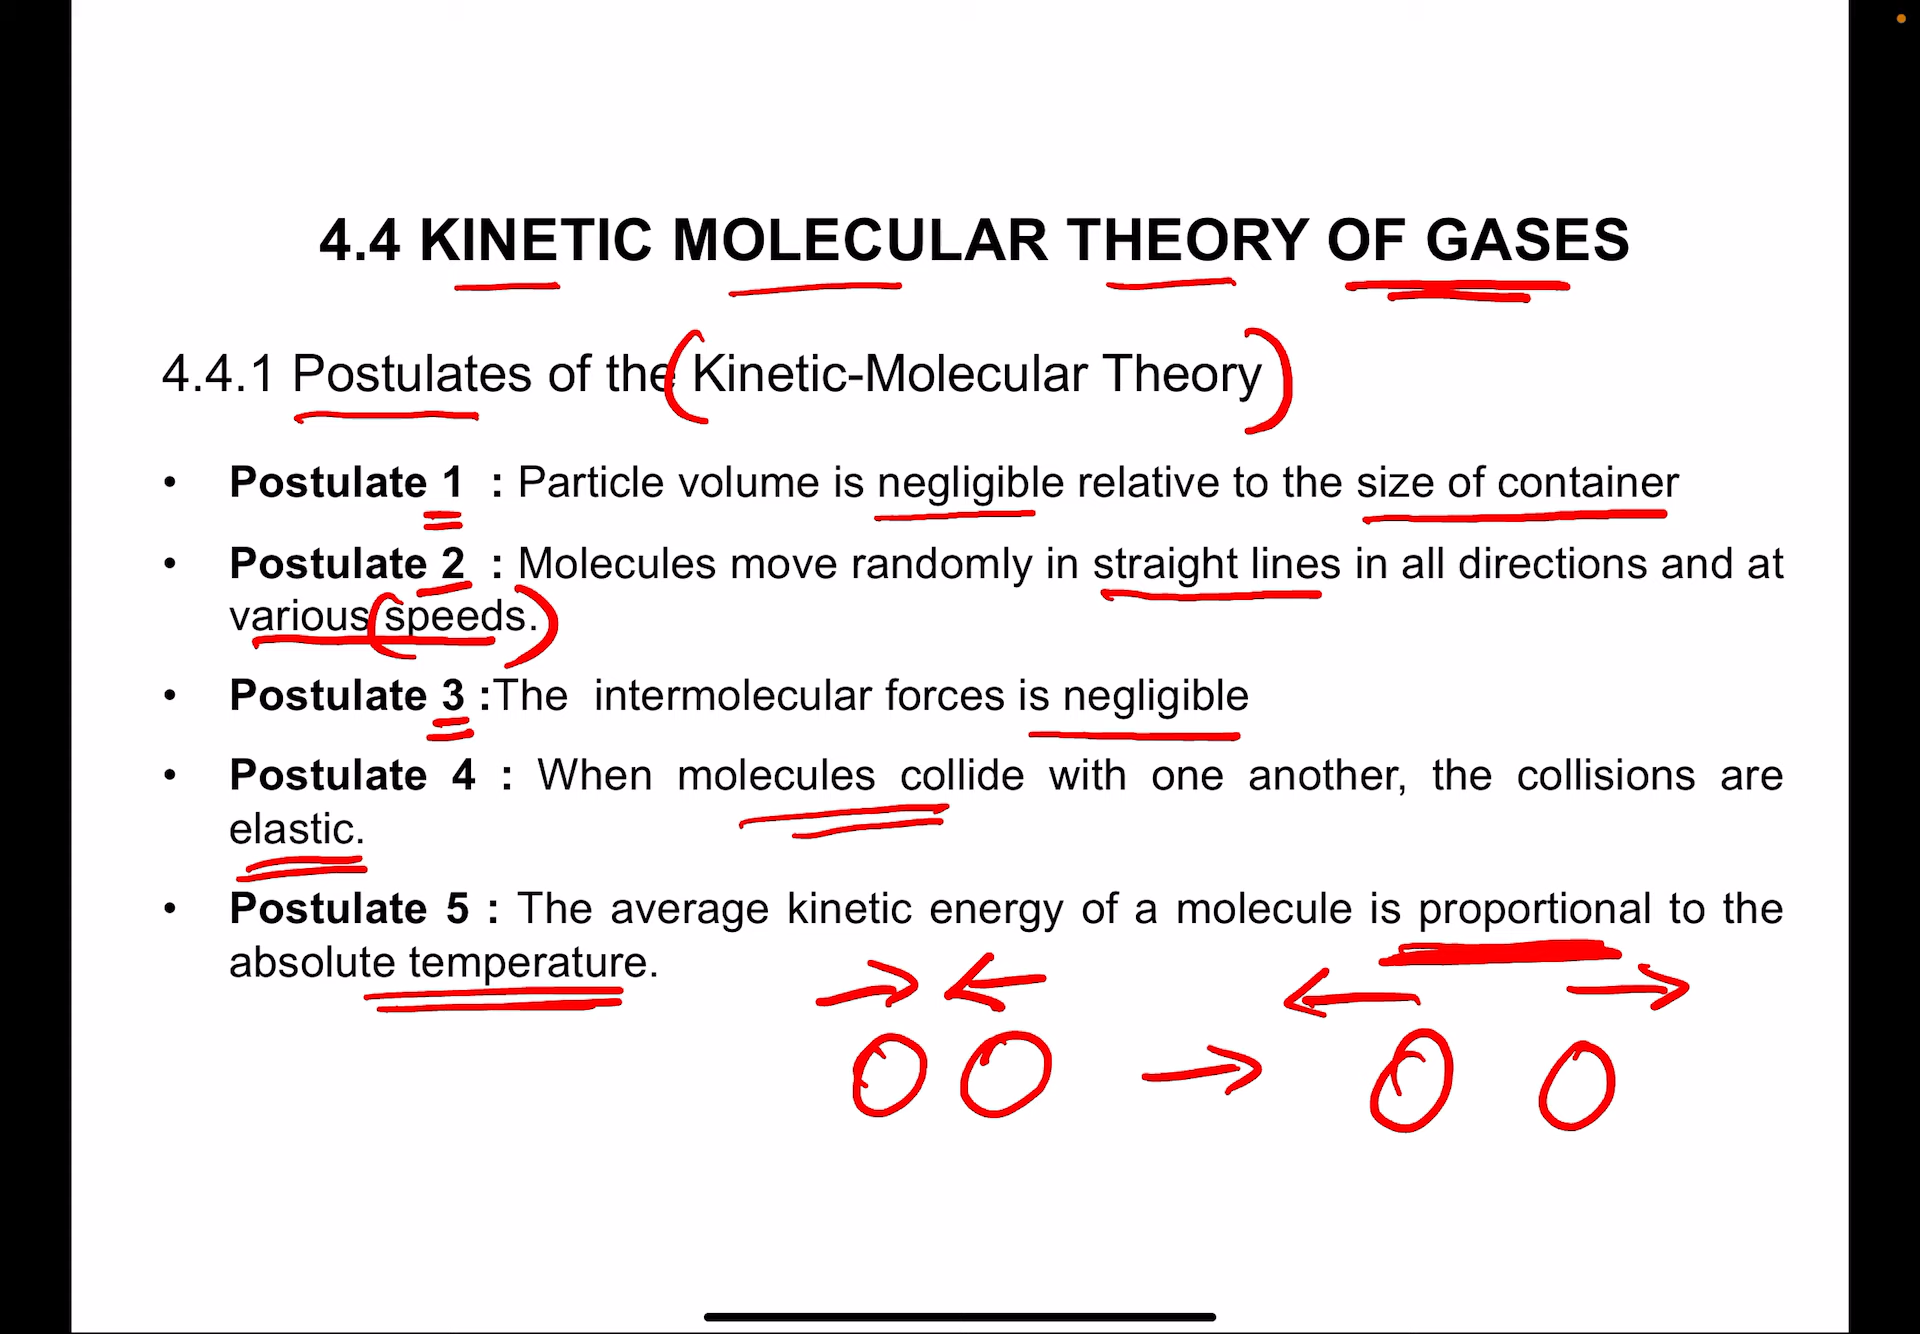 4.4 KINETIC MOLECULAR THEORY OF GASES
4.4.1 Postulates of the Kinetic-Molecular Theory
• Postulate 1 : Particle volume is negligible relative to the size of container
• Postulate 2 : Molecules move randomly in straight lines in all directions and at
various speeds.
• Postulate 3 :The intermolecular forces is negligible
• Postulate 4 : When molecules collide with one another, the collisions are
elastic.
• Postulate 5 : The average kinetic energy of a molecule is proportional to the
absolute temperature.